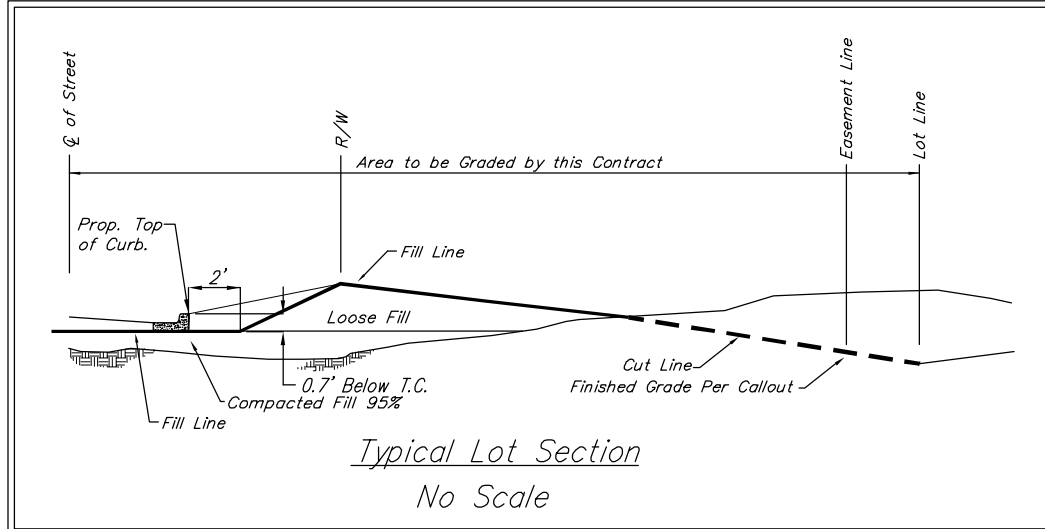 ℄ of Street
R/W
Easement Line
Lot Line
Area to be Graded by this Contract
Prop. Top
of Curb.
2'
Fill Line
Loose Fill
0.7' Below T.C.
Compacted Fill 95%
Fill Line
Cut Line
Finished Grade Per Callout
Typical Lot Section
No Scale